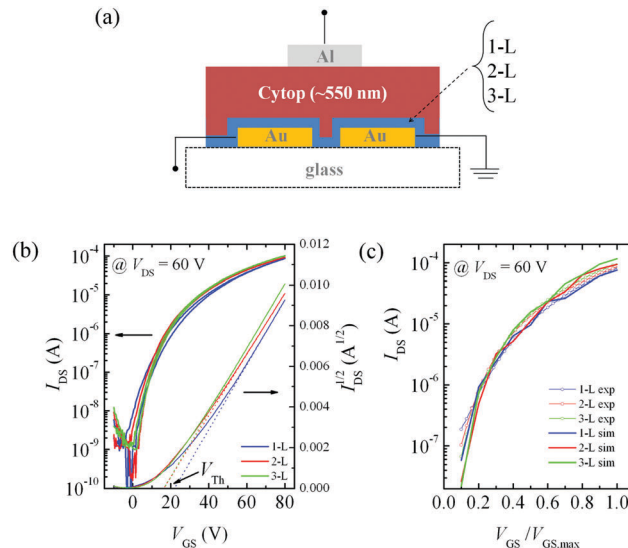 (a)
Al
1-L
2-L
3-L
Cytop (~550 nm)
Au Au
glass
(b)
@ V_DS = 60 V
10^-4
10^-5
10^-6
10^-7
10^-8
10^-9
10^-10
I_DS (A)
0.012
0.010
0.008
0.006
0.004
0.002
0.000
I_DS^1/2 (A^1/2)
1-L
2-L
3-L
V_Th
0 20 40 60 80
V_GS (V)
(c)
@ V_DS = 60 V
10^-4
10^-5
10^-6
10^-7
I_DS (A)
1-L exp
2-L exp
3-L exp
1-L sim
2-L sim
3-L sim
0.0 0.2 0.4 0.6 0.8 1.0
V_GS/V_GS,max